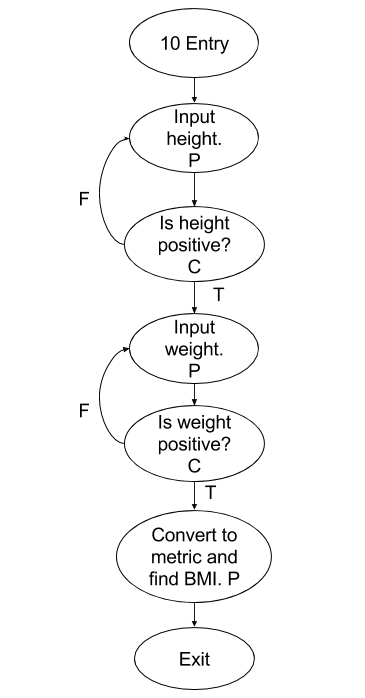 10 Entry
Input
height.
P
F
Is height
positive?
C
T
Input
weight.
P
F
Is weight
positive?
C
T
Convert to
metric and
find BMI. P
Exit